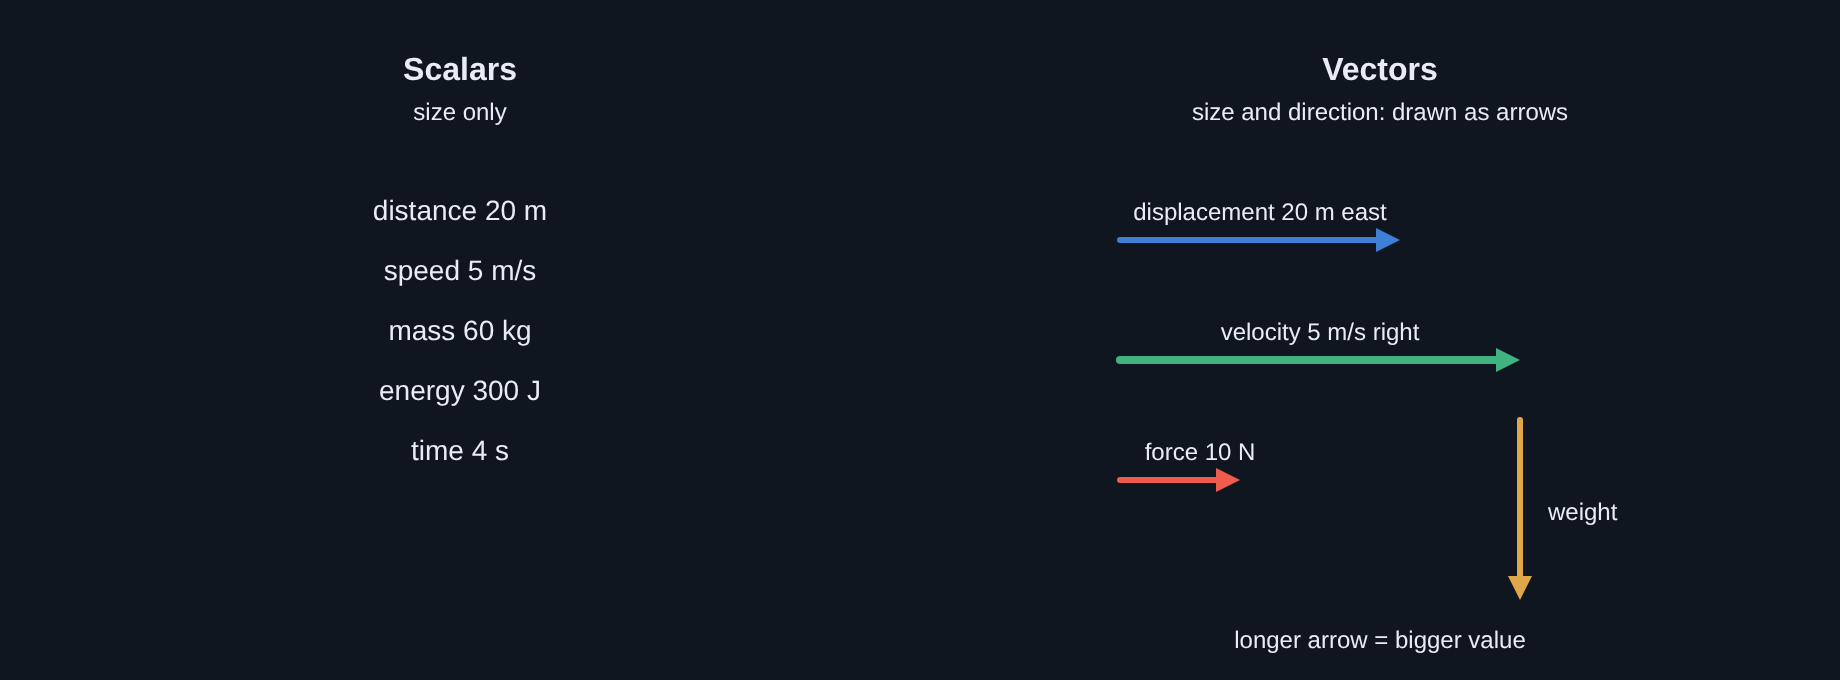 Scalars
size only
distance 20 m
speed 5 m/s
mass 60 kg
energy 300 J
time 4 s
Vectors
size and direction: drawn as arrows
displacement 20 m east
velocity 5 m/s right
force 10 N
weight
longer arrow = bigger value